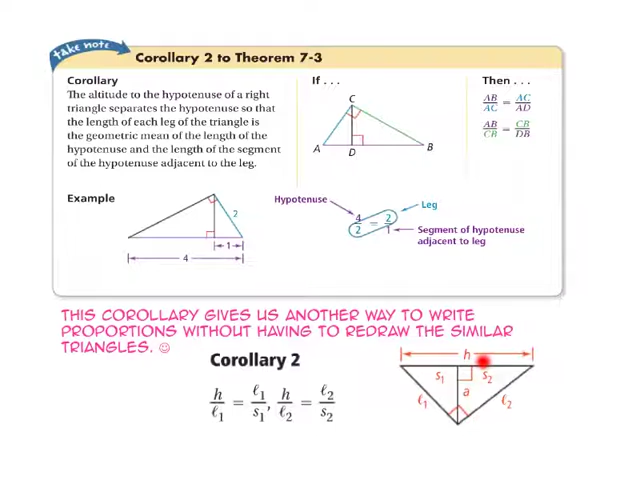 take note
Corollary 2 to Theorem 7-3
Corollary
The altitude to the hypotenuse of a right
triangle separates the hypotenuse so that
the length of each leg of the triangle is
the geometric mean of the length of the
hypotenuse and the length of the segment
of the hypotenuse adjacent to the leg.
If . . .
C
A
D
B
Then . . .
AB/AC = AC/AD
AB/CB = CB/DB
Example
2
1
4
Hypotenuse
4/2 = 2/1
Leg
Segment of hypotenuse
adjacent to leg
THIS COROLLARY GIVES US ANOTHER WAY TO WRITE
PROPORTIONS WITHOUT HAVING TO REDRAW THE SIMILAR
TRIANGLES. ☺
Corollary 2
h/ℓ1 = ℓ1/s1, h/ℓ2 = ℓ2/s2
h
s1
s2
a
ℓ1
ℓ2